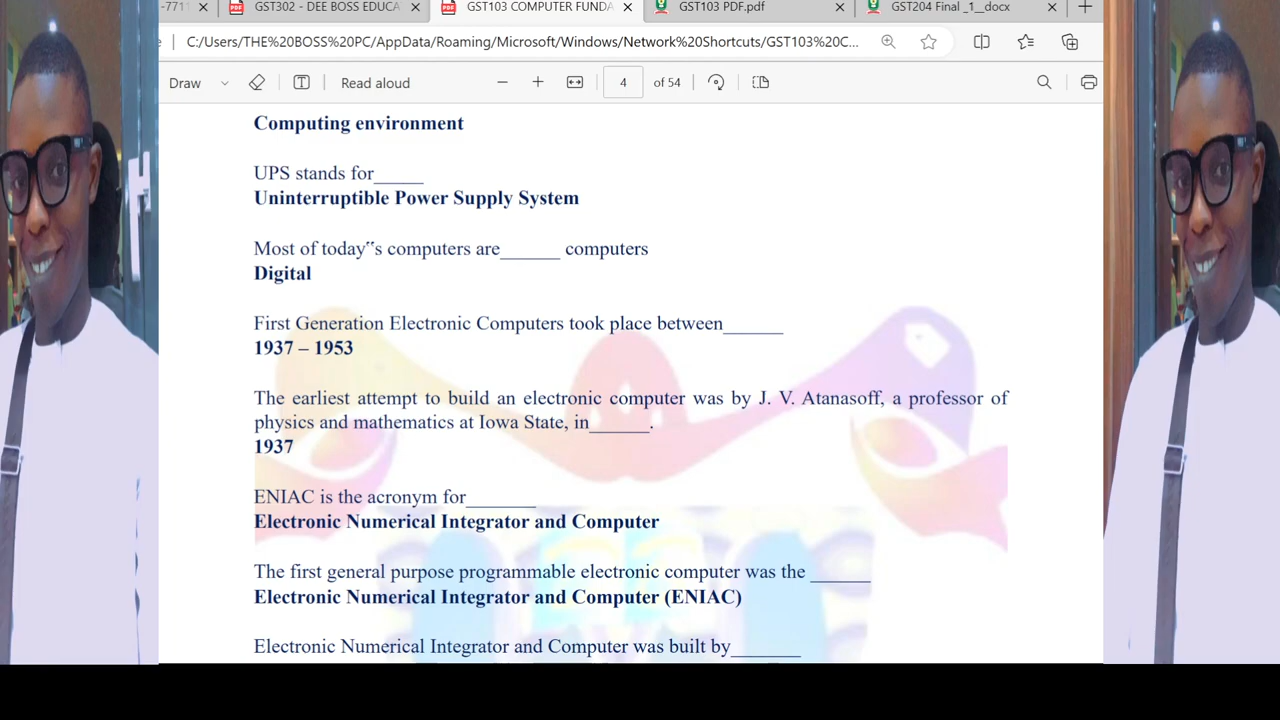 -7711
GST302 - DEE BOSS EDUCA
GST103 COMPUTER FUNDA
GST103 PDF.pdf
GST204 Final _1__docx
C:/Users/THE%20BOSS%20PC/AppData/Roaming/Microsoft/Windows/Network%20Shortcuts/GST103%20C...
Draw Read aloud 4 of 54
Computing environment
UPS stands for_____
Uninterruptible Power Supply System
Most of today‟s computers are______ computers
Digital
First Generation Electronic Computers took place between______
1937 – 1953
The earliest attempt to build an electronic computer was by J. V. Atanasoff, a professor of
physics and mathematics at Iowa State, in______.
1937
ENIAC is the acronym for_______
Electronic Numerical Integrator and Computer
The first general purpose programmable electronic computer was the ______
Electronic Numerical Integrator and Computer (ENIAC)
Electronic Numerical Integrator and Computer was built by_______